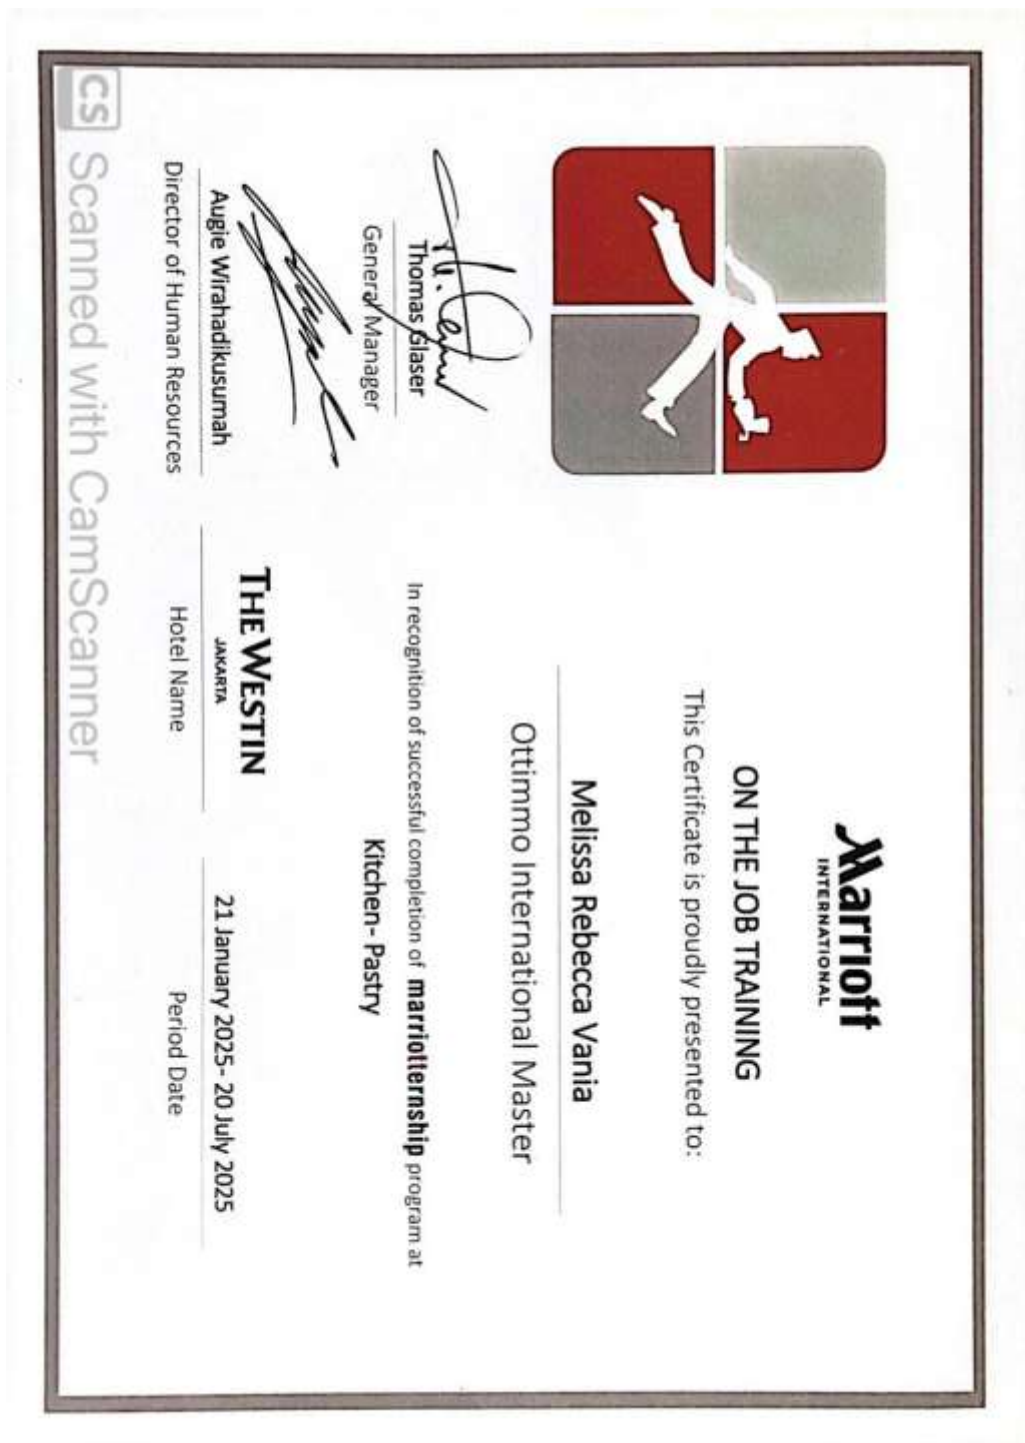 Marriott
INTERNATIONAL
ON THE JOB TRAINING
This Certificate is proudly presented to:
Melissa Rebecca Vania
Ottimmo International Master
In recognition of successful completion of marriotternship program at
Kitchen- Pastry
Thomas Glaser
General Manager
Augie Wirahadikusumah
Director of Human Resources
THE WESTIN
JAKARTA
Hotel Name
21 January 2025- 20 July 2025
Period Date
CS Scanned with CamScanner